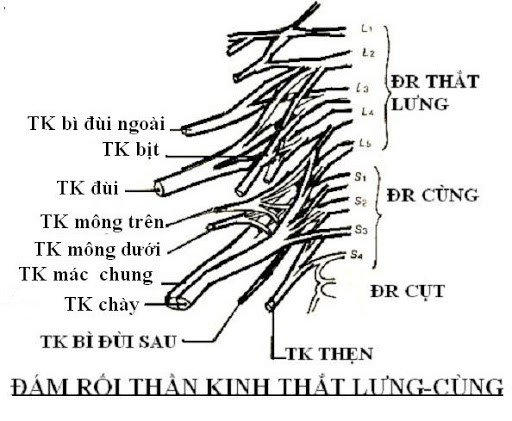 L1
L2
L3
L4
L5
ĐR THẮT
LƯNG
TK bì đùi ngoài
TK bịt
TK đùi
S1
S2
S3
S4
ĐR CÙNG
TK mông trên
TK mông dưới
TK mác chung
TK chày
ĐR CỤT
TK BÌ ĐÙI SAU
TK THẸN
ĐÁM RỐI THẦN KINH THẮT LƯNG-CÙNG